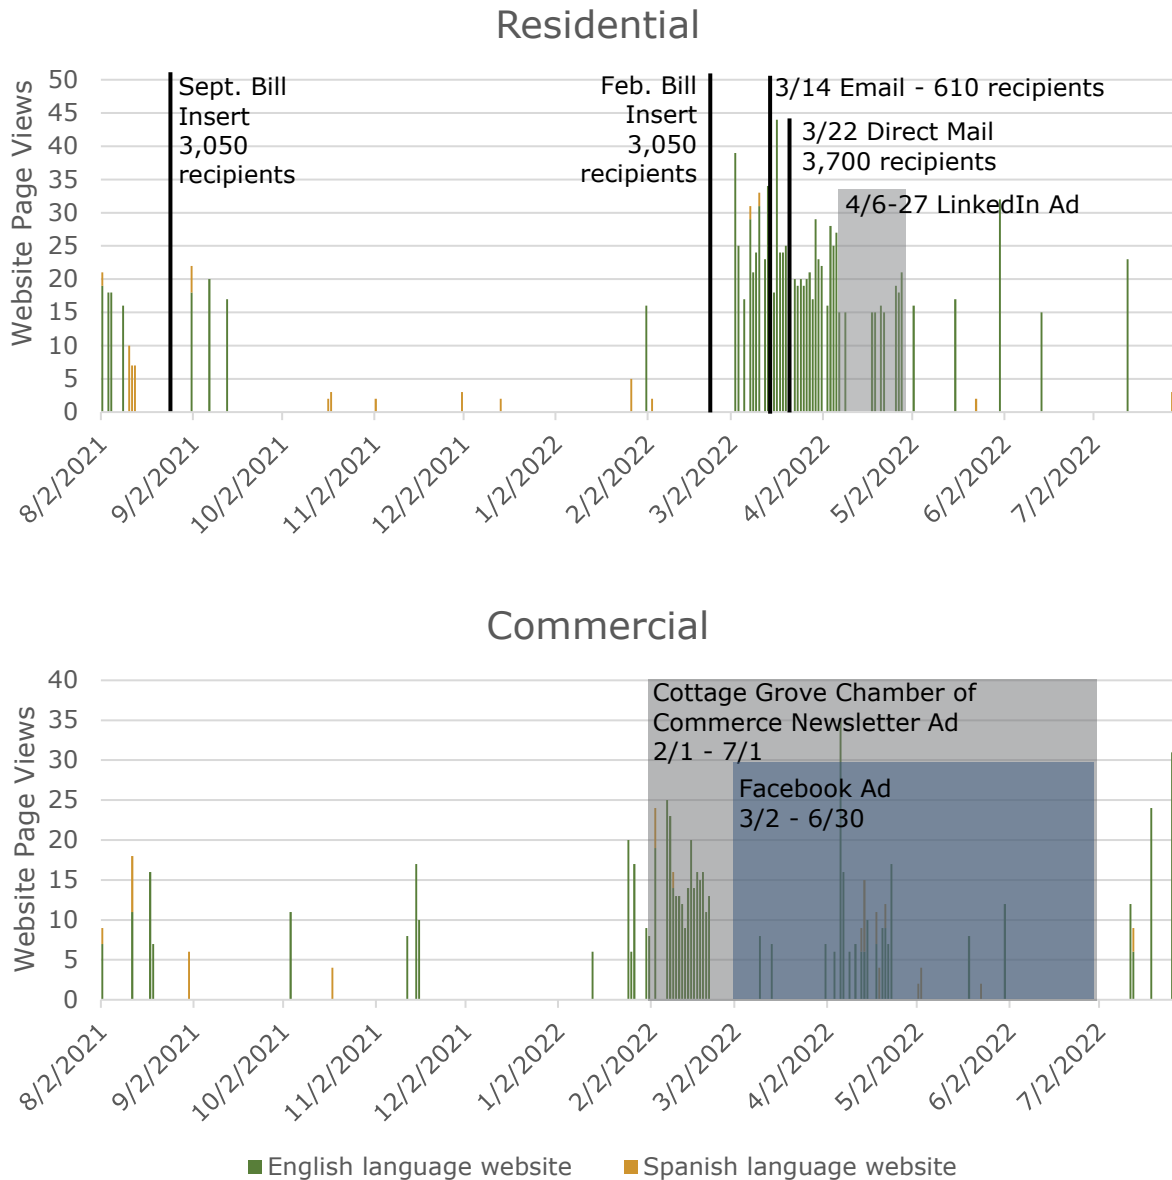 Residential
Website Page Views
50
45
40
35
30
25
20
15
10
5
0
Sept. Bill
Insert
3,050
recipients
Feb. Bill
Insert
3,050
recipients
3/14 Email - 610 recipients
3/22 Direct Mail
3,700 recipients
4/6-27 LinkedIn Ad
8/2/2021
9/2/2021
10/2/2021
11/2/2021
12/2/2021
1/2/2022
2/2/2022
3/2/2022
4/2/2022
5/2/2022
6/2/2022
7/2/2022
Commercial
Website Page Views
40
35
30
25
20
15
10
5
0
Cottage Grove Chamber of
Commerce Newsletter Ad
2/1 - 7/1
Facebook Ad
3/2 - 6/30
8/2/2021
9/2/2021
10/2/2021
11/2/2021
12/2/2021
1/2/2022
2/2/2022
3/2/2022
4/2/2022
5/2/2022
6/2/2022
7/2/2022
English language website
Spanish language website